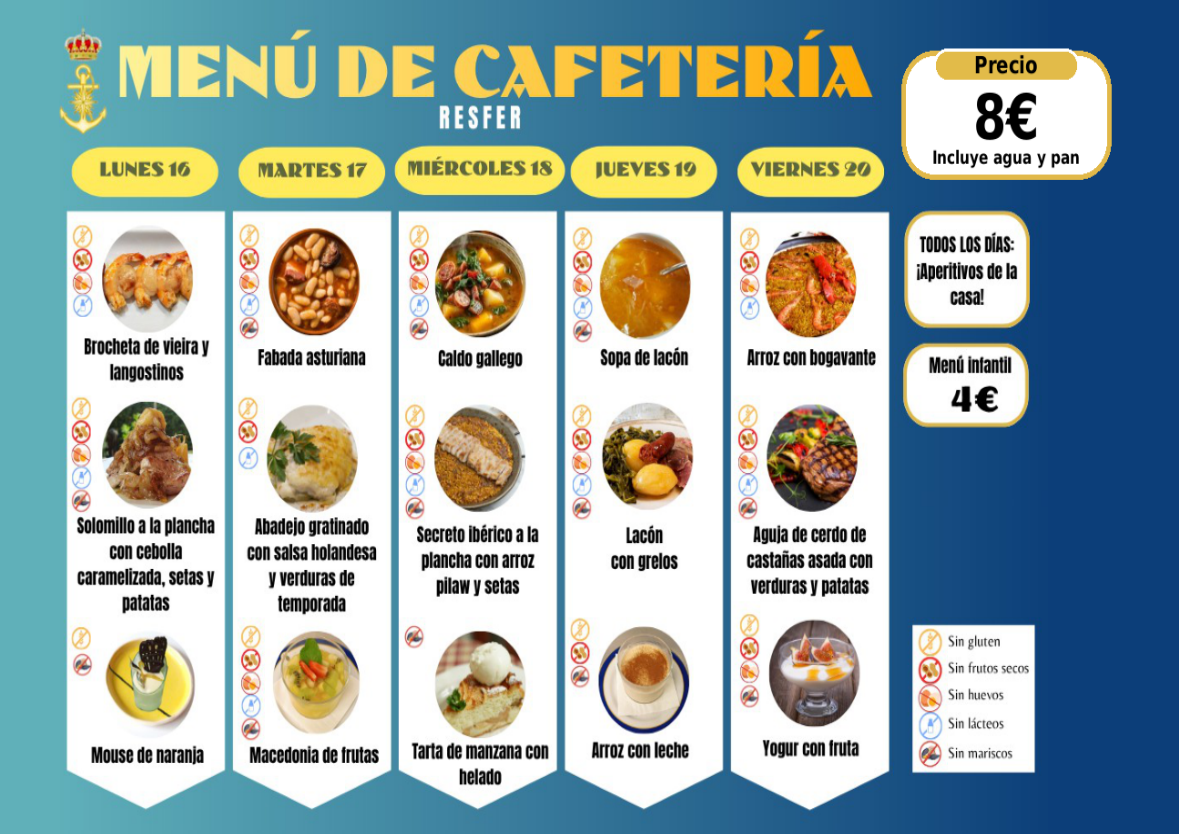 MENÚ DE CAFETERÍA
RESFER
Precio
8€
Incluye agua y pan
LUNES 16
Brocheta de vieira y
langostinos
Solomillo a la plancha
con cebolla
caramelizada, setas y
patatas
Mouse de naranja
MARTES 17
Fabada asturiana
Abadejo gratinado
con salsa holandesa
y verduras de
temporada
Macedonia de frutas
MIÉRCOLES 18
Caldo gallego
Secreto ibérico a la
plancha con arroz
pilaw y setas
Tarta de manzana con
helado
JUEVES 19
Sopa de lacón
Lacón
con grelos
Arroz con leche
VIERNES 20
Arroz con bogavante
Aguja de cerdo de
castañas asada con
verduras y patatas
Yogur con fruta
TODOS LOS DÍAS:
¡Aperitivos de la
casa!
Menú infantil
4€
Sin gluten
Sin frutos secos
Sin huevos
Sin lácteos
Sin mariscos